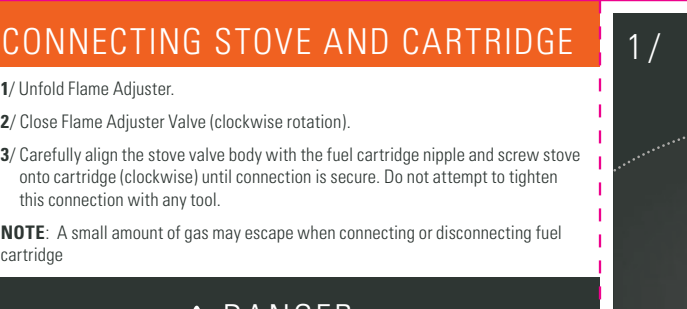 CONNECTING STOVE AND CARTRIDGE
1/ Unfold Flame Adjuster.
2/ Close Flame Adjuster Valve (clockwise rotation).
3/ Carefully align the stove valve body with the fuel cartridge nipple and screw stove
onto cartridge (clockwise) until connection is secure. Do not attempt to tighten
this connection with any tool.
NOTE: A small amount of gas may escape when connecting or disconnecting fuel
cartridge
DANGER
1/